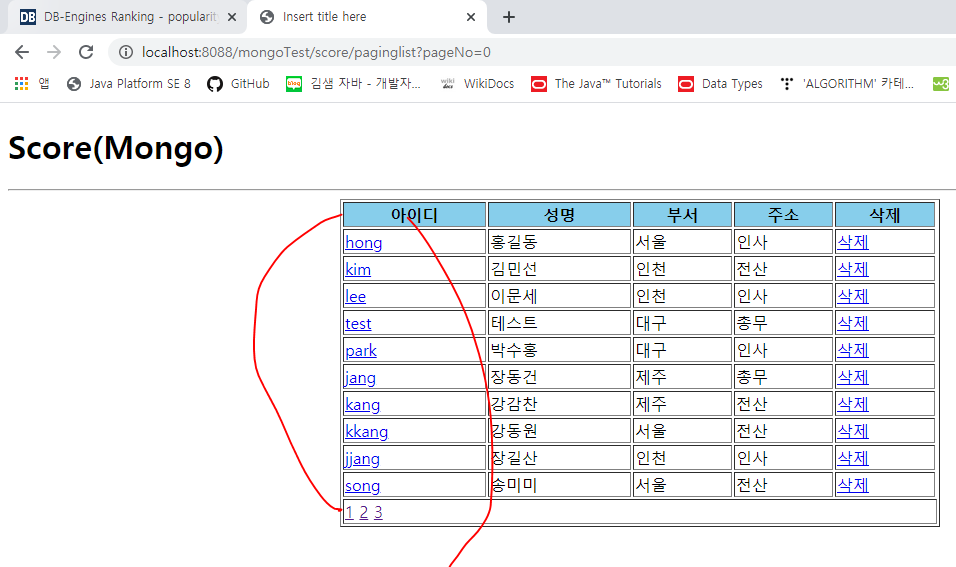 DB-Engines Ranking - popularity
Insert title here
localhost:8088/mongoTest/score/paginglist?pageNo=0
앱 Java Platform SE 8 GitHub blog 김샘 자바 - 개발자... wiki WikiDocs The Java™ Tutorials Data Types 'ALGORITHM' 카테... w3
Score(Mongo)
아이디 성명 부서 주소 삭제
hong 홍길동 서울 인사 삭제
kim 김민선 인천 전산 삭제
lee 이문세 인천 인사 삭제
test 테스트 대구 총무 삭제
park 박수홍 대구 인사 삭제
jang 장동건 제주 총무 삭제
kang 강감찬 제주 전산 삭제
kkang 강동원 서울 전산 삭제
jjang 장길산 인천 인사 삭제
song 송미미 서울 전산 삭제
1 2 3